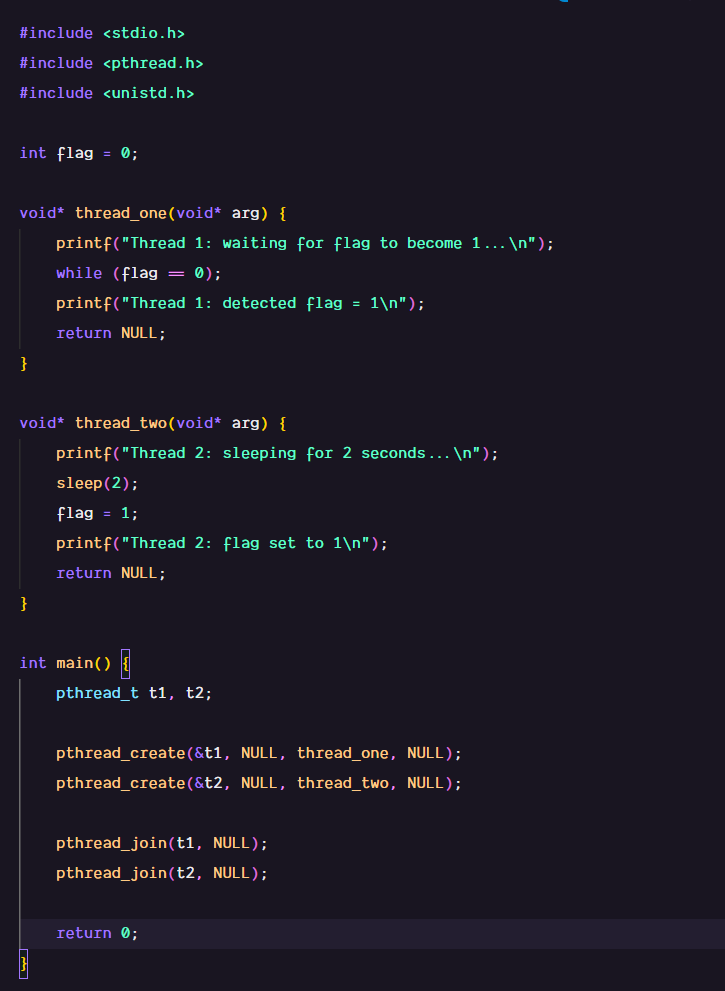 #include <stdio.h>
#include <pthread.h>
#include <unistd.h>
int flag = 0;
void* thread_one(void* arg) {
printf("Thread 1: waiting for flag to become 1...\n");
while (flag == 0);
printf("Thread 1: detected flag = 1\n");
return NULL;
}
void* thread_two(void* arg) {
printf("Thread 2: sleeping for 2 seconds...\n");
sleep(2);
flag = 1;
printf("Thread 2: flag set to 1\n");
return NULL;
}
int main() {
pthread_t t1, t2;
pthread_create(&t1, NULL, thread_one, NULL);
pthread_create(&t2, NULL, thread_two, NULL);
pthread_join(t1, NULL);
pthread_join(t2, NULL);
return 0;
}